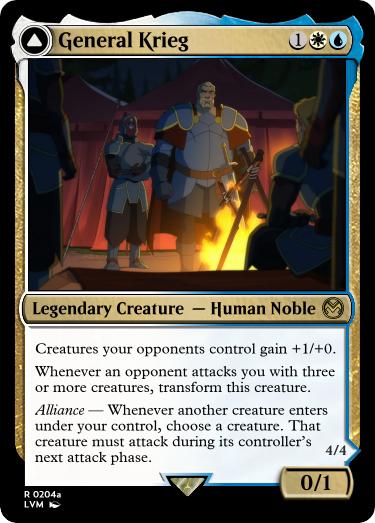 General Krieg 1
Legendary Creature — Human Noble
Creatures your opponents control gain +1/+0.
Whenever an opponent attacks you with three
or more creatures, transform this creature.
Alliance — Whenever another creature enters
under your control, choose a creature. That
creature must attack during its controller's
next attack phase.
4/4
0/1
R 0204a
LVM